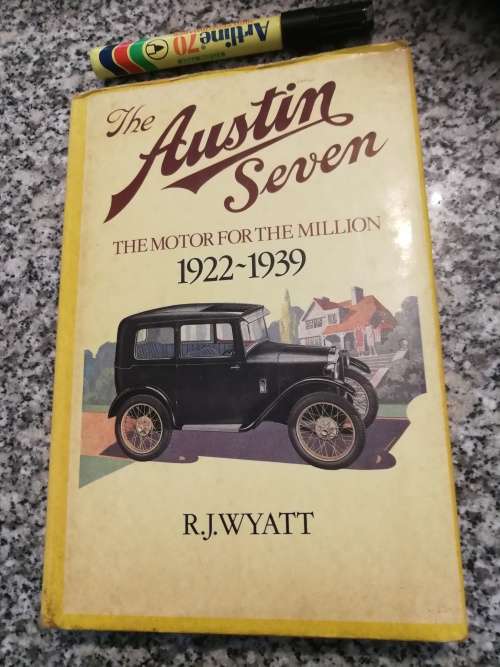 Artline 70
The
Austin
Seven
THE MOTOR FOR THE MILLION
1922~1939
R.J.WYATT